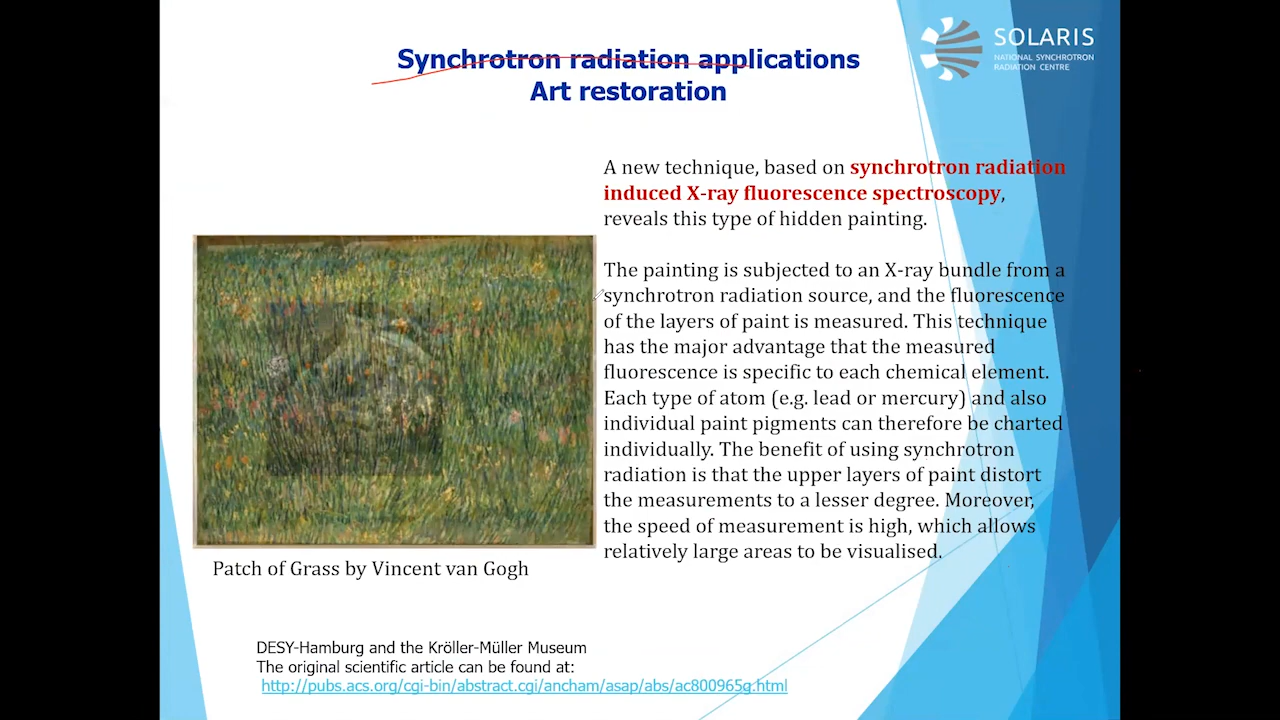 SOLARIS
NATIONAL SYNCHROTRON
RADIATION CENTRE
Synchrotron radiation applications
Art restoration
A new technique, based on synchrotron radiation
induced X-ray fluorescence spectroscopy,
reveals this type of hidden painting.
The painting is subjected to an X-ray bundle from a
synchrotron radiation source, and the fluorescence
of the layers of paint is measured. This technique
has the major advantage that the measured
fluorescence is specific to each chemical element.
Each type of atom (e.g. lead or mercury) and also
individual paint pigments can therefore be charted
individually. The benefit of using synchrotron
radiation is that the upper layers of paint distort
the measurements to a lesser degree. Moreover,
the speed of measurement is high, which allows
relatively large areas to be visualised.
Patch of Grass by Vincent van Gogh
DESY-Hamburg and the Kröller-Müller Museum
The original scientific article can be found at:
http://pubs.acs.org/cgi-bin/abstract.cgi/ancham/asap/abs/ac800965g.html